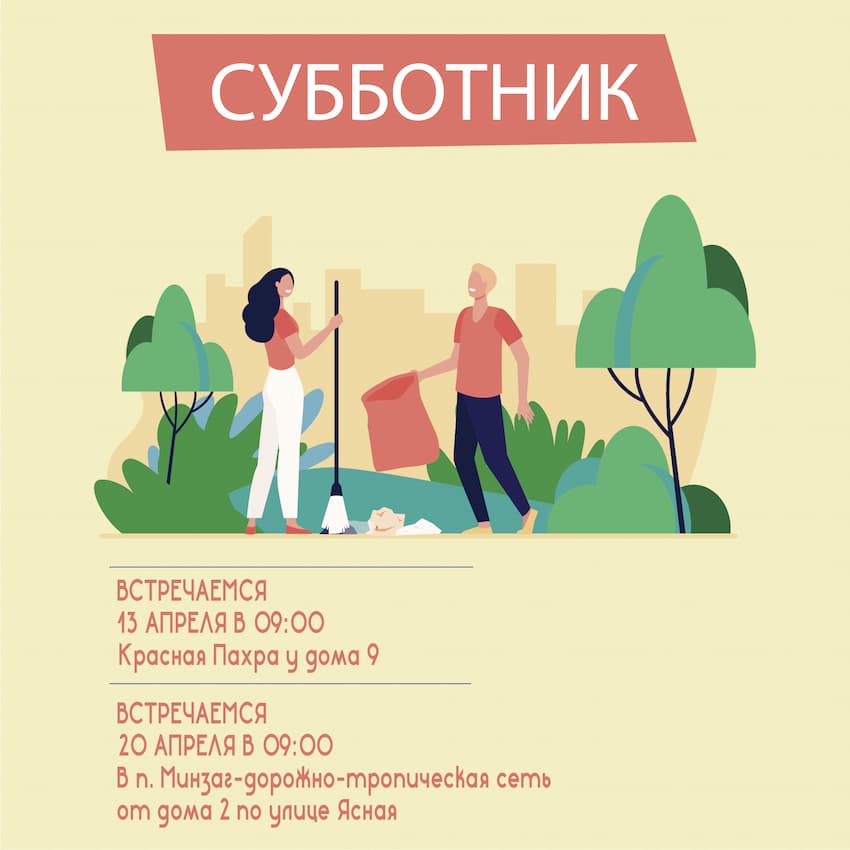 СУББОТНИК
ВСТРЕЧАЕМСЯ
13 АПРЕЛЯ В 09:00
Красная Пахра у дома 9
ВСТРЕЧАЕМСЯ
20 АПРЕЛЯ В 09:00
В п. Минзаг-дорожно-тропическая сеть
от дома 2 по улице Ясная